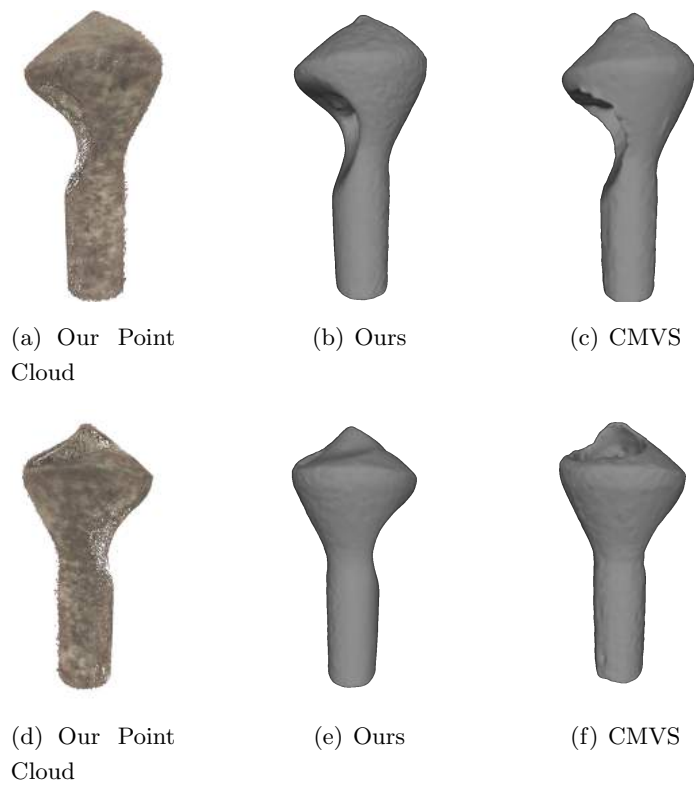 (a) Our Point
Cloud
(b) Ours
(c) CMVS
(d) Our Point
Cloud
(e) Ours
(f) CMVS